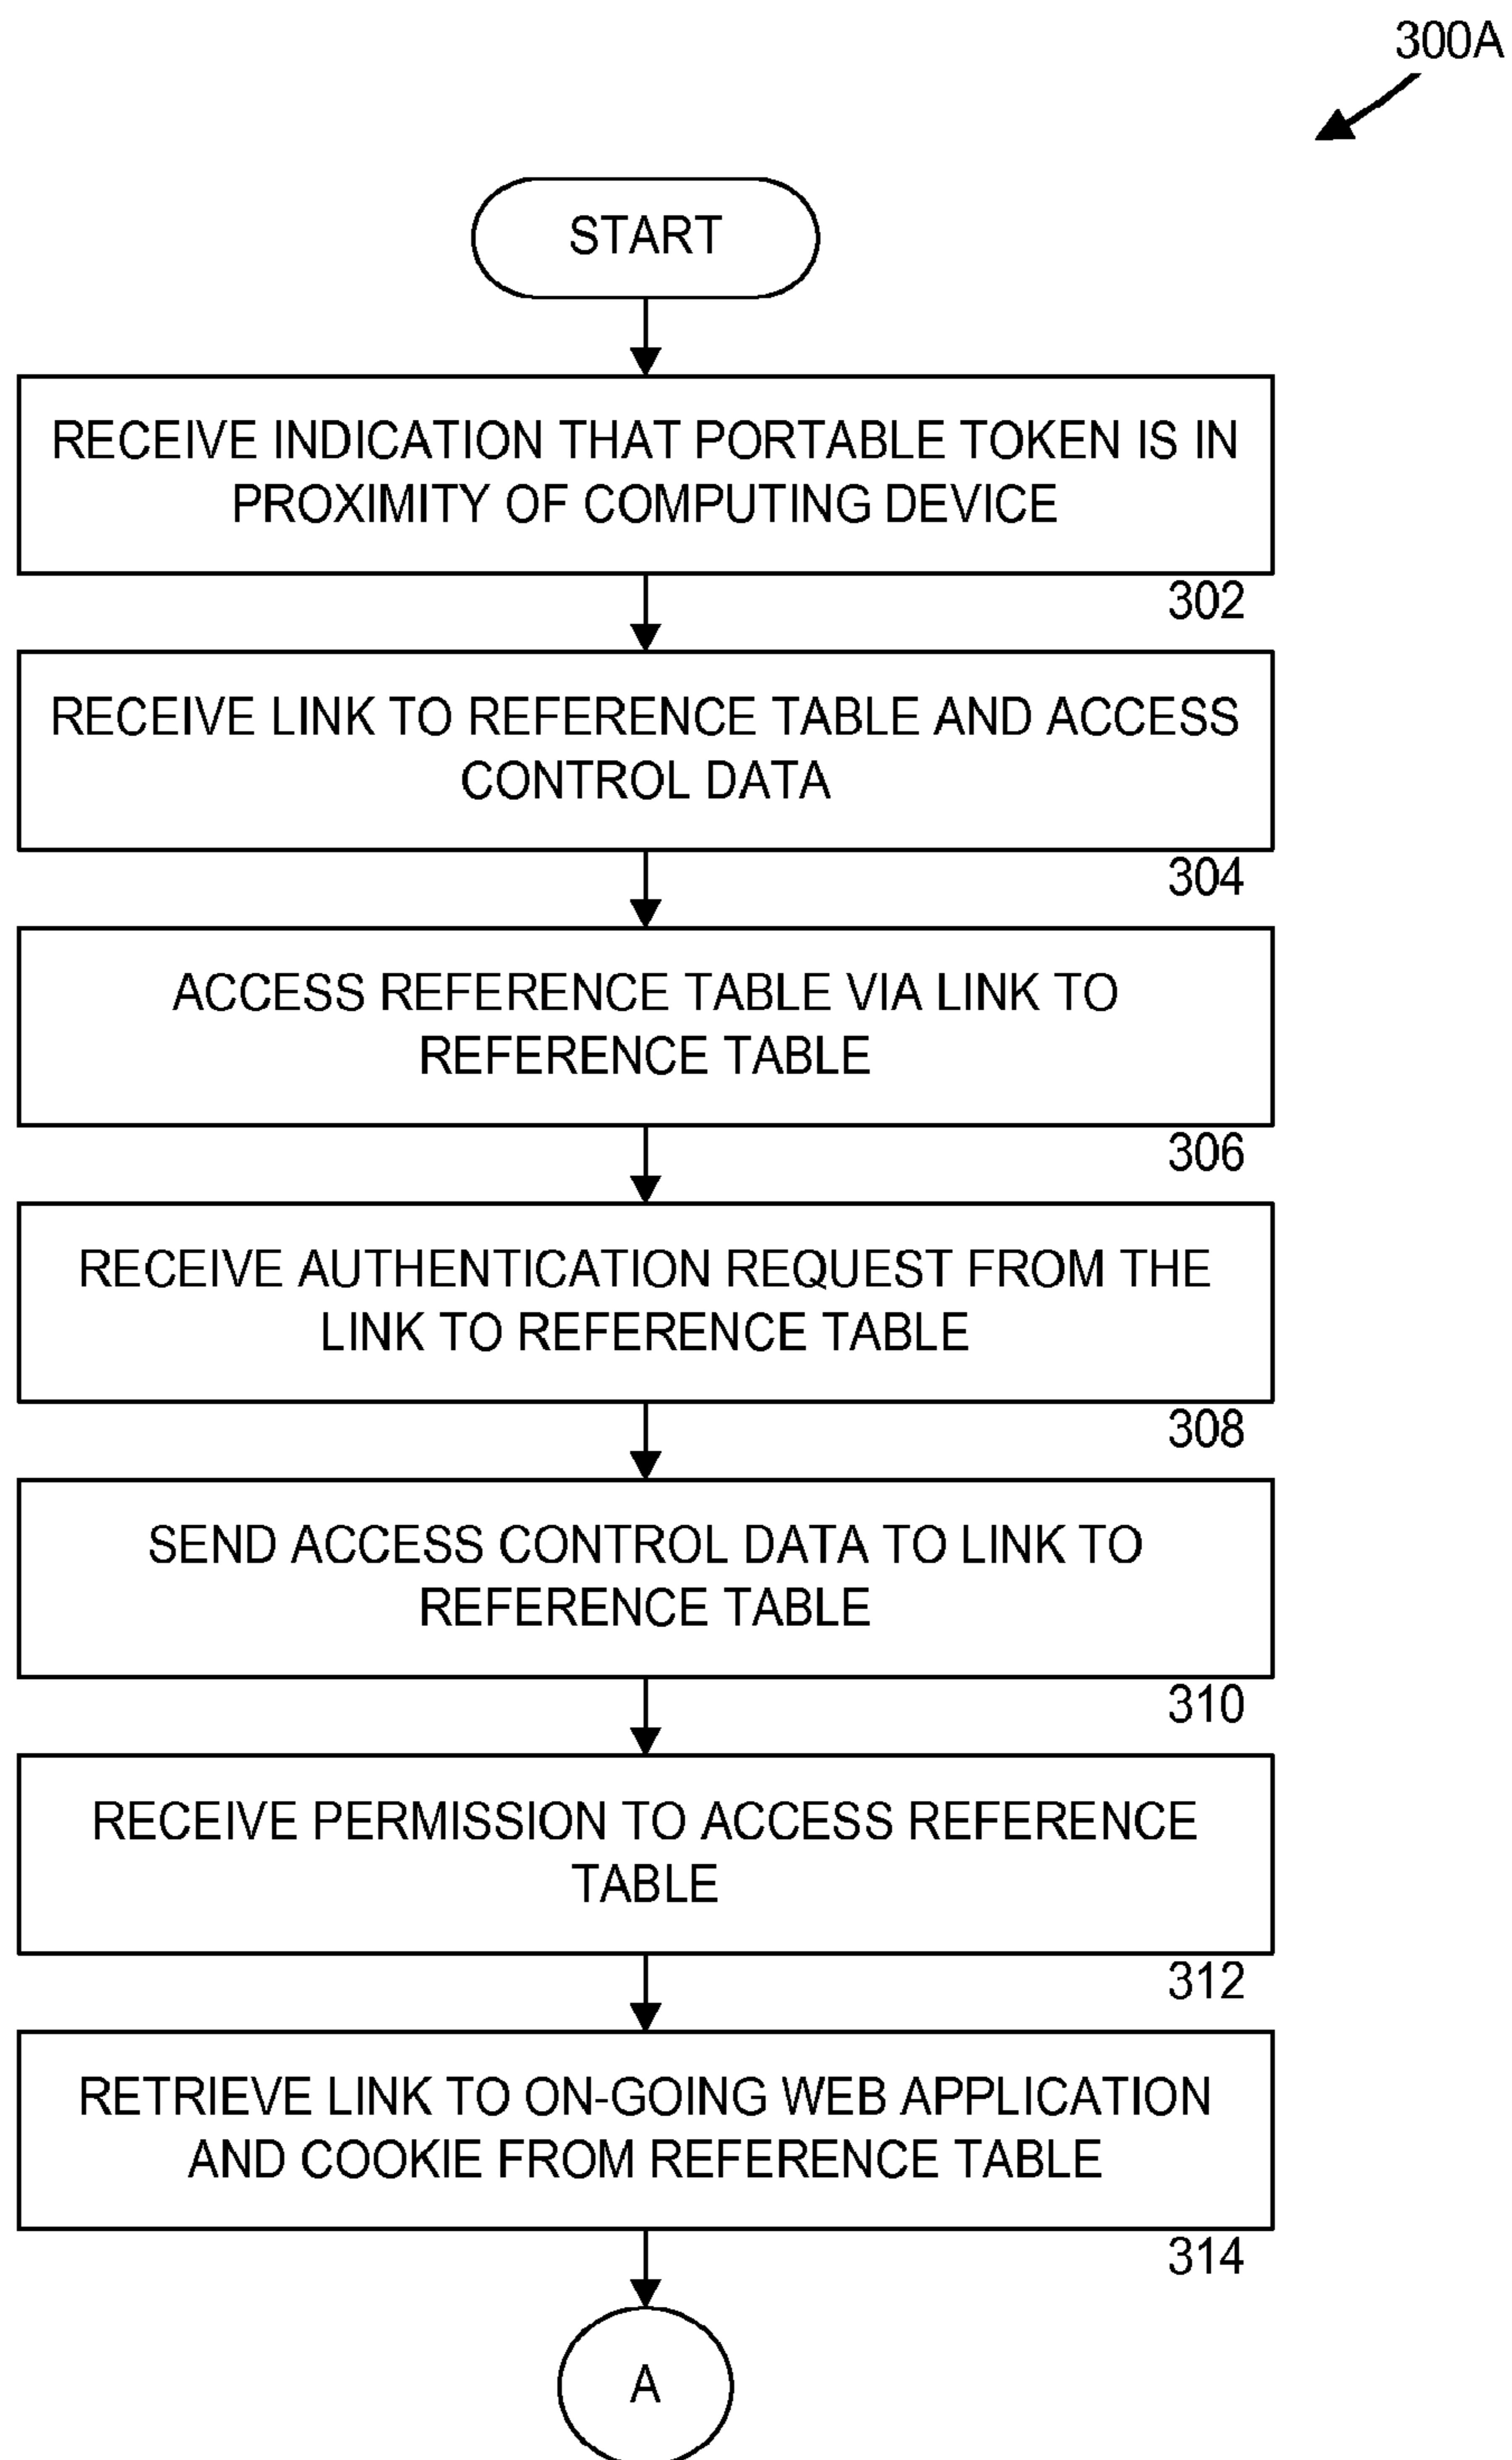 300A
START
RECEIVE INDICATION THAT PORTABLE TOKEN IS IN
PROXIMITY OF COMPUTING DEVICE
302
RECEIVE LINK TO REFERENCE TABLE AND ACCESS
CONTROL DATA
304
ACCESS REFERENCE TABLE VIA LINK TO
REFERENCE TABLE
306
RECEIVE AUTHENTICATION REQUEST FROM THE
LINK TO REFERENCE TABLE
308
SEND ACCESS CONTROL DATA TO LINK TO
REFERENCE TABLE
310
RECEIVE PERMISSION TO ACCESS REFERENCE
TABLE
312
RETRIEVE LINK TO ON-GOING WEB APPLICATION
AND COOKIE FROM REFERENCE TABLE
314
A